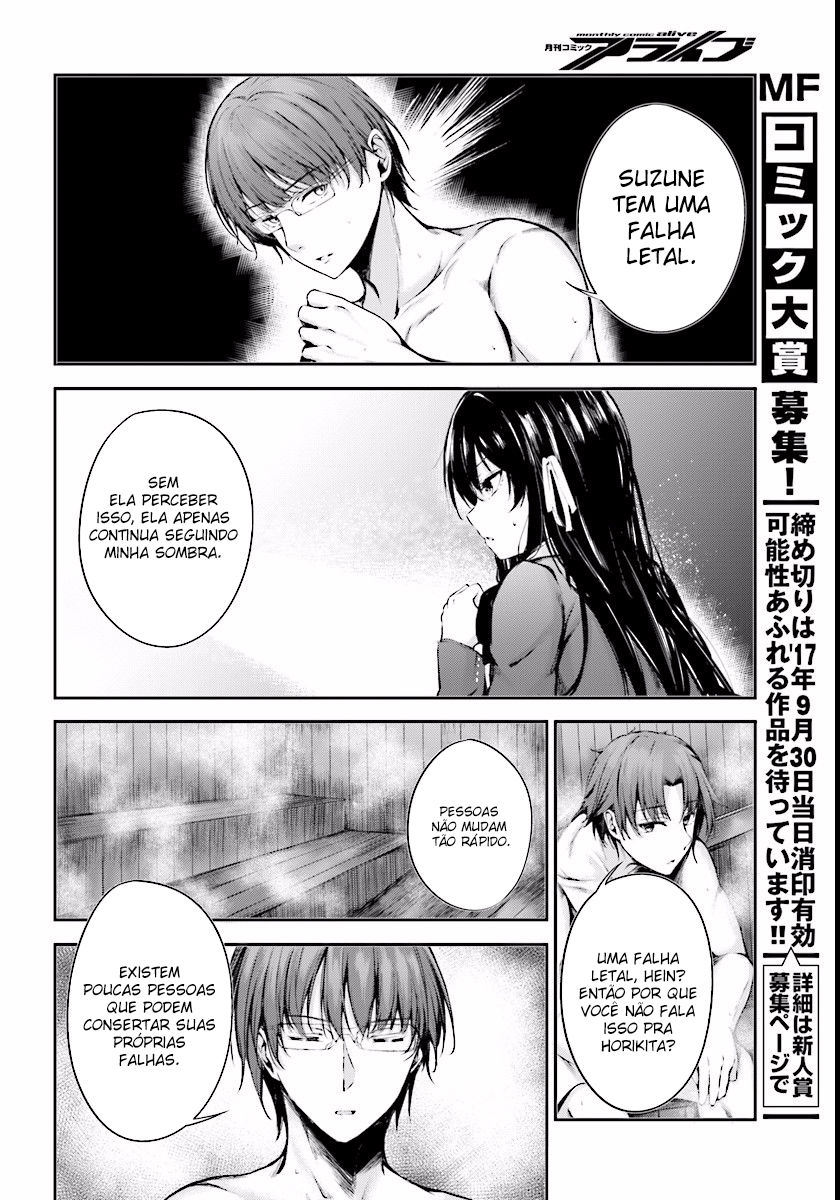 monthly comic alive
月刊コミック
アライブ
SUZUNE
TEM UMA
FALHA
LETAL.
SEM
ELA PERCEBER
ISSO, ELA APENAS
CONTINUA SEGUINDO
MINHA SOMBRA.
UMA FALHA
LETAL, HEIN?
ENTÃO POR QUE
VOCÊ NÃO FALA
ISSO PRA
HORIKITA?
PESSOAS
NÃO MUDAM
TÃO RÁPIDO.
EXISTEM
POUCAS PESSOAS
QUE PODEM
CONSERTAR SUAS
PRÓPRIAS
FALHAS.
MFコミック大賞募集!
締め切りは17年9月30日当日消印有効
可能性あふれる作品を待っています!!
詳細は新人賞
募集ページで